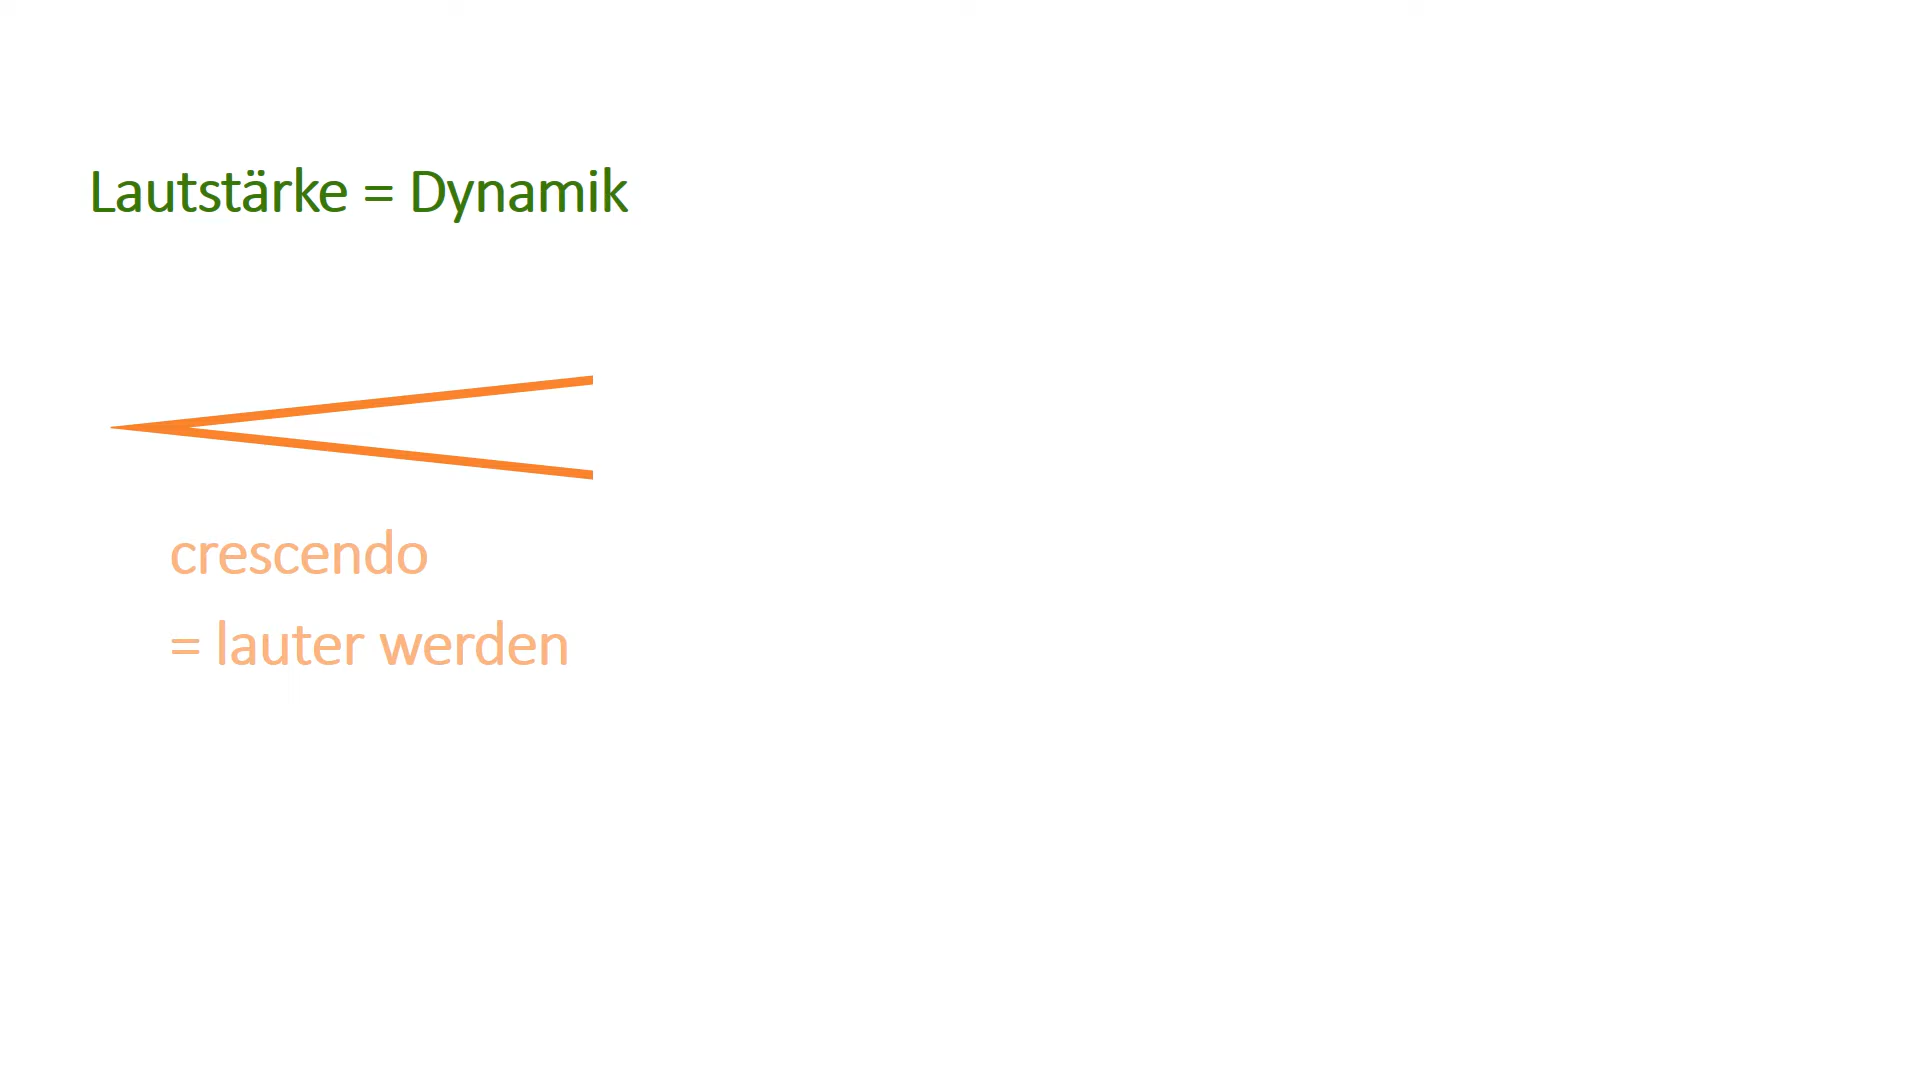 Lautstärke = Dynamik
crescendo
= lauter werden